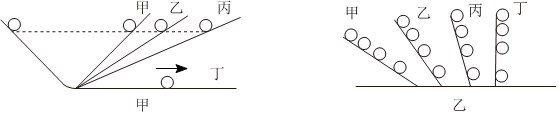 甲 乙 丙 丁
甲
甲 乙 丙 丁
乙